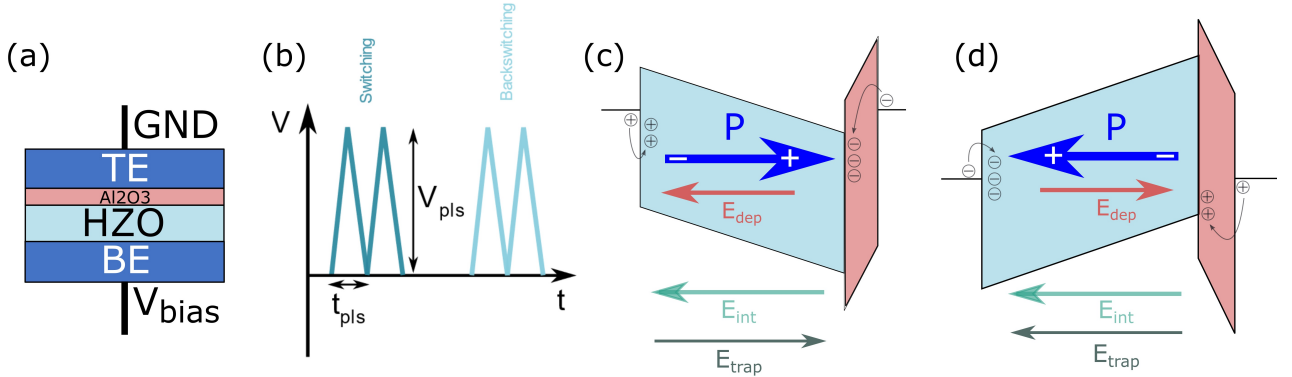 (a)
GND
TE
Al2O3
HZO
BE
Vbias
(b)
Switching
Backswitching
V
Vpls
tpls
t
(c)
P
− +
Edep
Eint
Etrap
(d)
P
+ −
Edep
Eint
Etrap